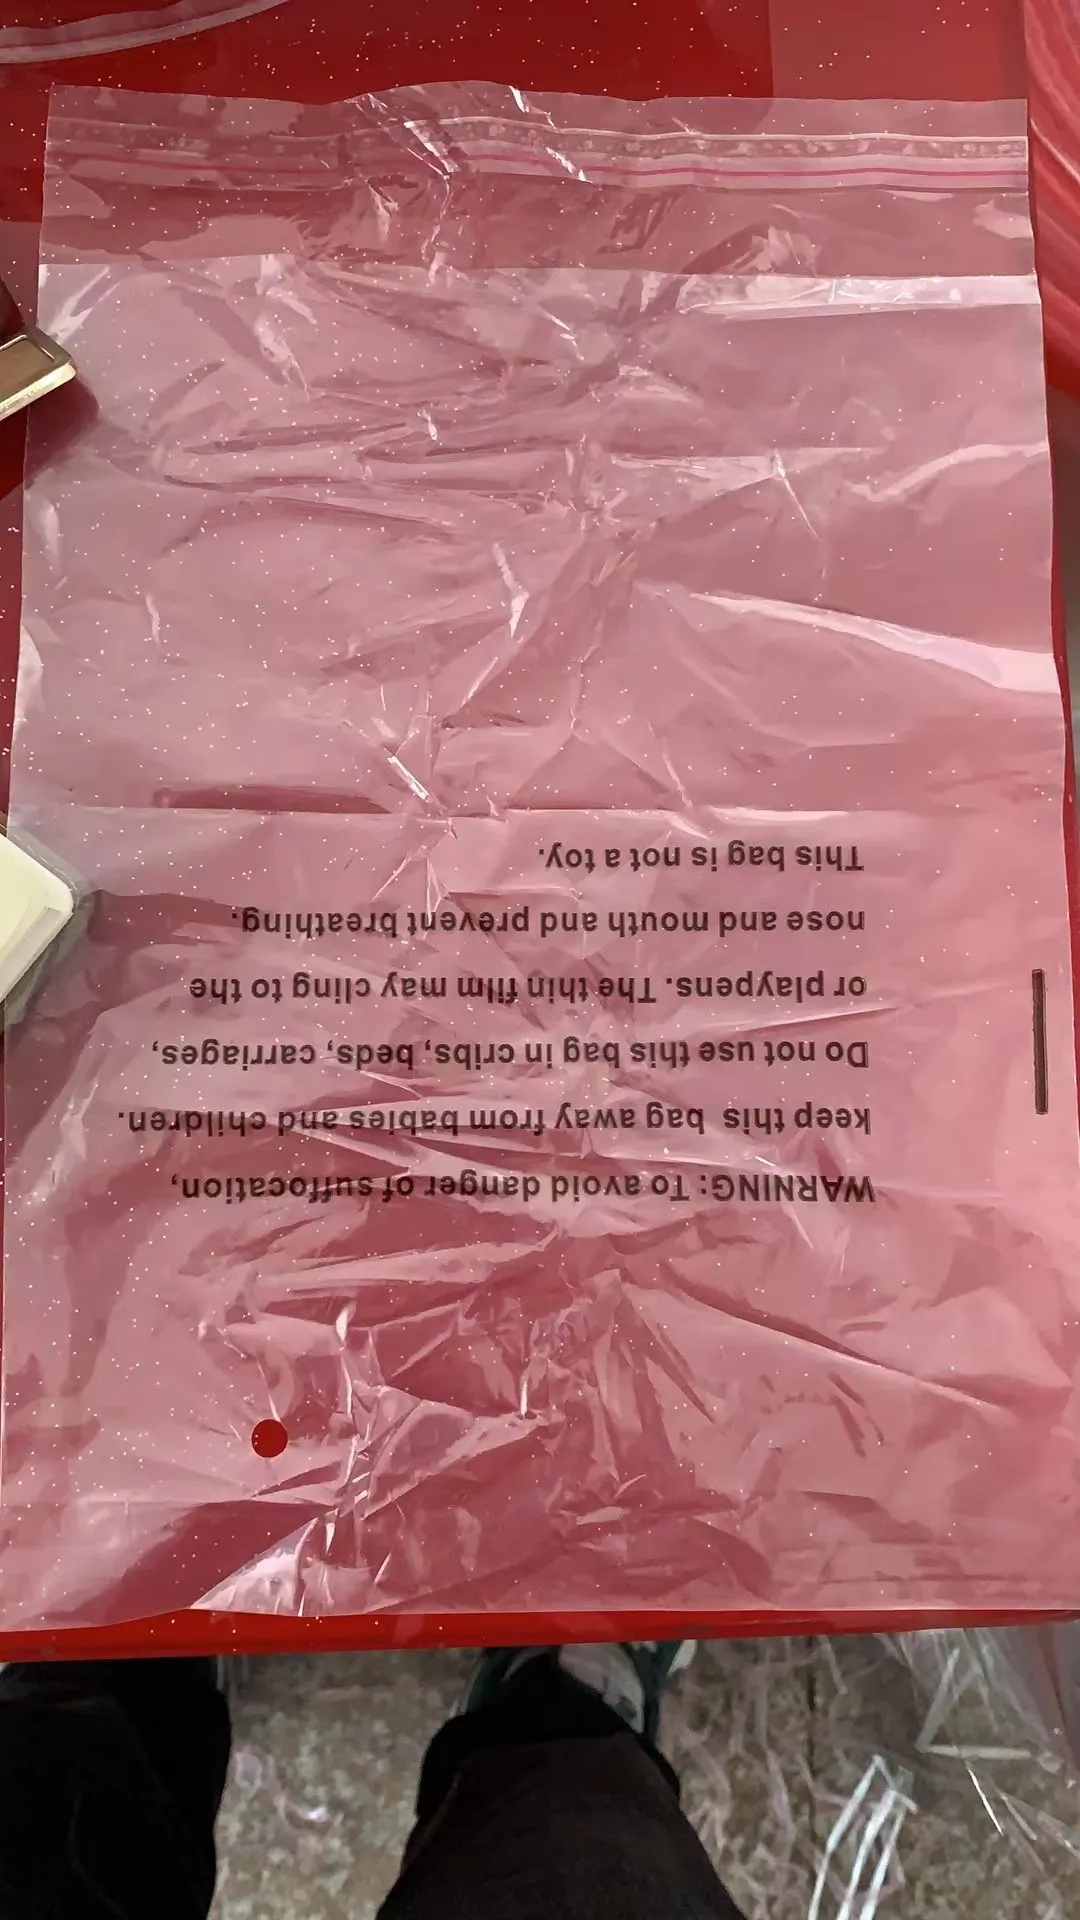 WARNING: To avoid danger of suffocation,
keep this bag away from babies and children.
Do not use this bag in cribs, beds, carriages,
or playpens. The thin film may cling to the
nose and mouth and prevent breathing.
This bag is not a toy.